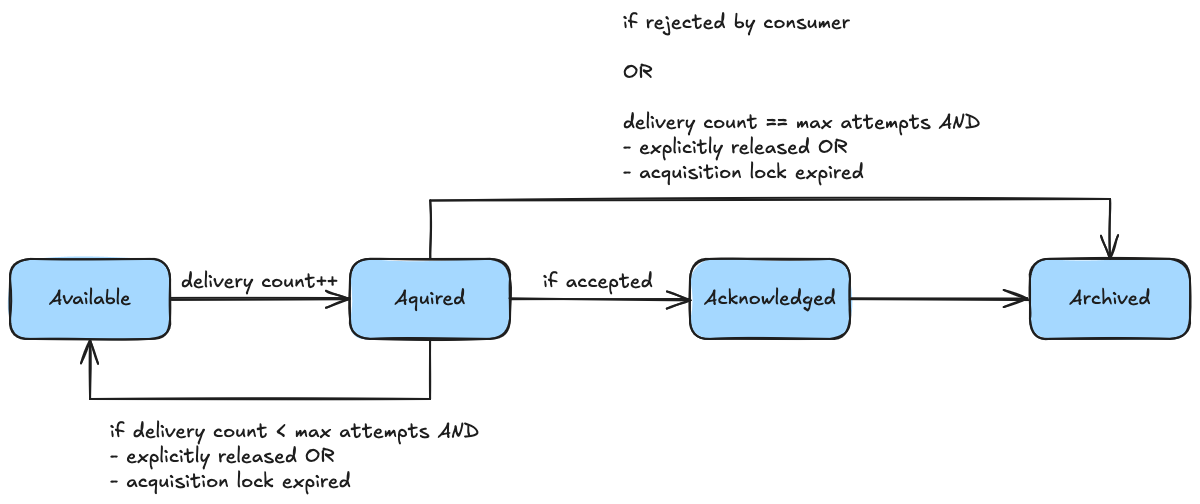 if rejected by consumer
OR
delivery count == max attempts AND
- explicitly released OR
- acquisition lock expired
Available
delivery count++
Aquired
if accepted
Acknowledged
Archived
if delivery count < max attempts AND
- explicitly released OR
- acquisition lock expired